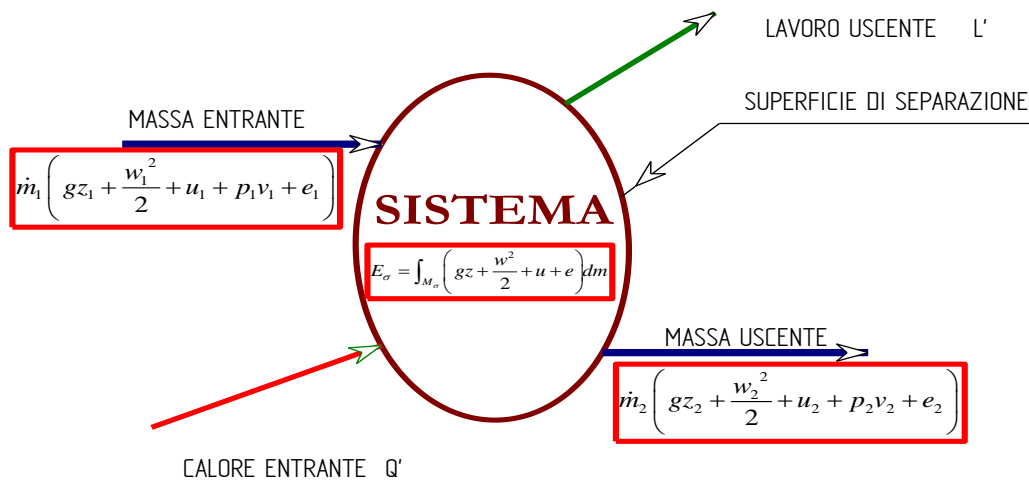 LAVORO USCENTE L'
SUPERFICIE DI SEPARAZIONE
MASSA ENTRANTE
ṁ₁(gz₁ + w₁²/2 + u₁ + p₁v₁ + e₁)
SISTEMA
E_σ = ∫_{M_σ}(gz + w²/2 + u + e)dm
MASSA USCENTE
ṁ₂(gz₂ + w₂²/2 + u₂ + p₂v₂ + e₂)
CALORE ENTRANTE Q'